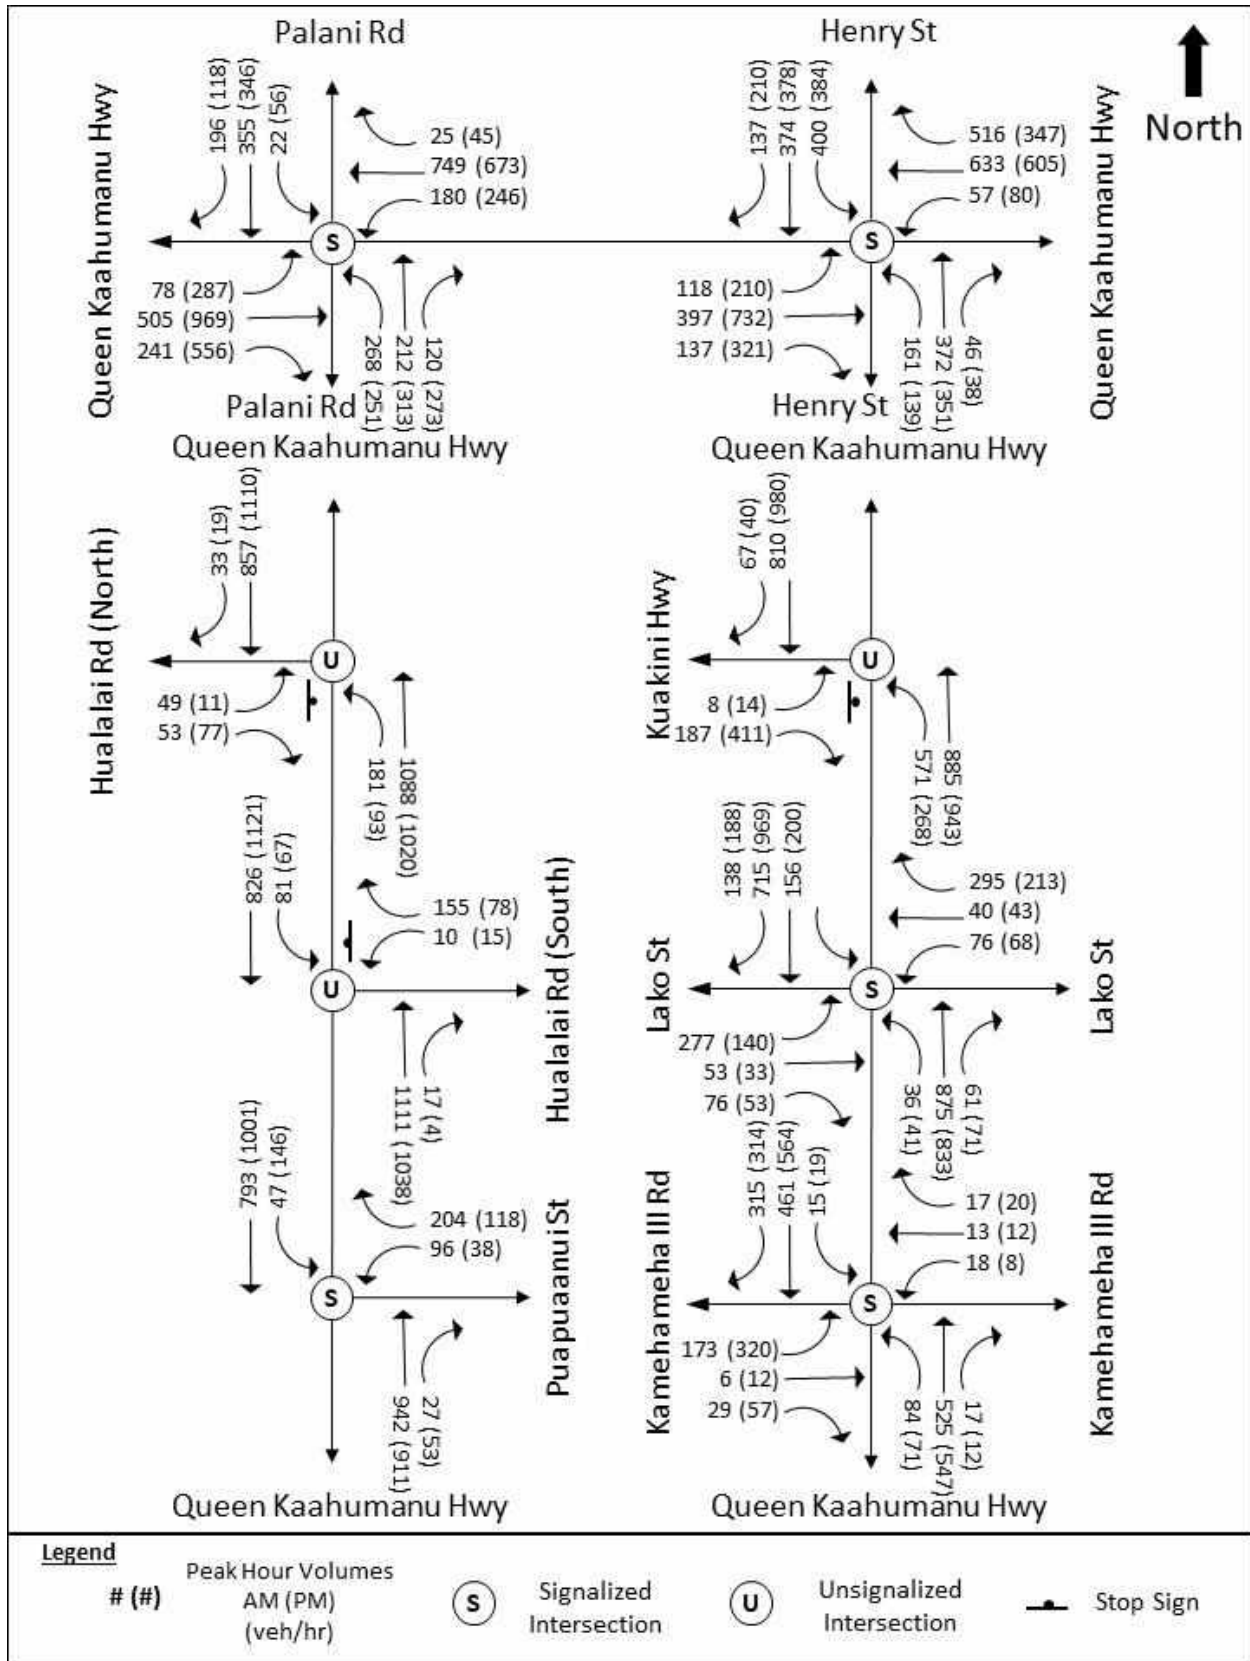 Palani Rd
Henry St
North
Queen Kaahumanu Hwy
196 (118)
355 (346)
22 (56)
25 (45)
749 (673)
180 (246)
S
78 (287)
505 (969)
241 (556)
268 (251)
212 (313)
120 (273)
Palani Rd
137 (210)
374 (378)
400 (384)
516 (347)
633 (605)
57 (80)
S
118 (210)
397 (732)
137 (321)
161 (139)
372 (351)
46 (38)
Henry St
Queen Kaahumanu Hwy
Queen Kaahumanu Hwy
Queen Kaahumanu Hwy
Hualalai Rd (North)
33 (19)
857 (1110)
U
49 (11)
53 (77)
181 (93)
1088 (1020)
Kuakini Hwy
67 (40)
810 (980)
U
8 (14)
187 (411)
571 (268)
885 (943)
826 (1121)
81 (67)
155 (78)
10 (15)
U
Hualalai Rd (South)
1111 (1038)
17 (4)
138 (188)
715 (969)
156 (200)
295 (213)
40 (43)
76 (68)
Lako St
S
Lako St
277 (140)
53 (33)
76 (53)
36 (41)
875 (833)
61 (71)
793 (1001)
47 (146)
204 (118)
96 (38)
S
Puapuaanui St
942 (911)
27 (53)
315 (314)
461 (564)
15 (19)
17 (20)
13 (12)
18 (8)
Kamehameha III Rd
S
Kamehameha III Rd
173 (320)
6 (12)
29 (57)
84 (71)
525 (547)
17 (12)
Queen Kaahumanu Hwy
Queen Kaahumanu Hwy
Legend
# (#)
Peak Hour Volumes
AM (PM)
(veh/hr)
S
Signalized
Intersection
U
Unsignalized
Intersection
Stop Sign